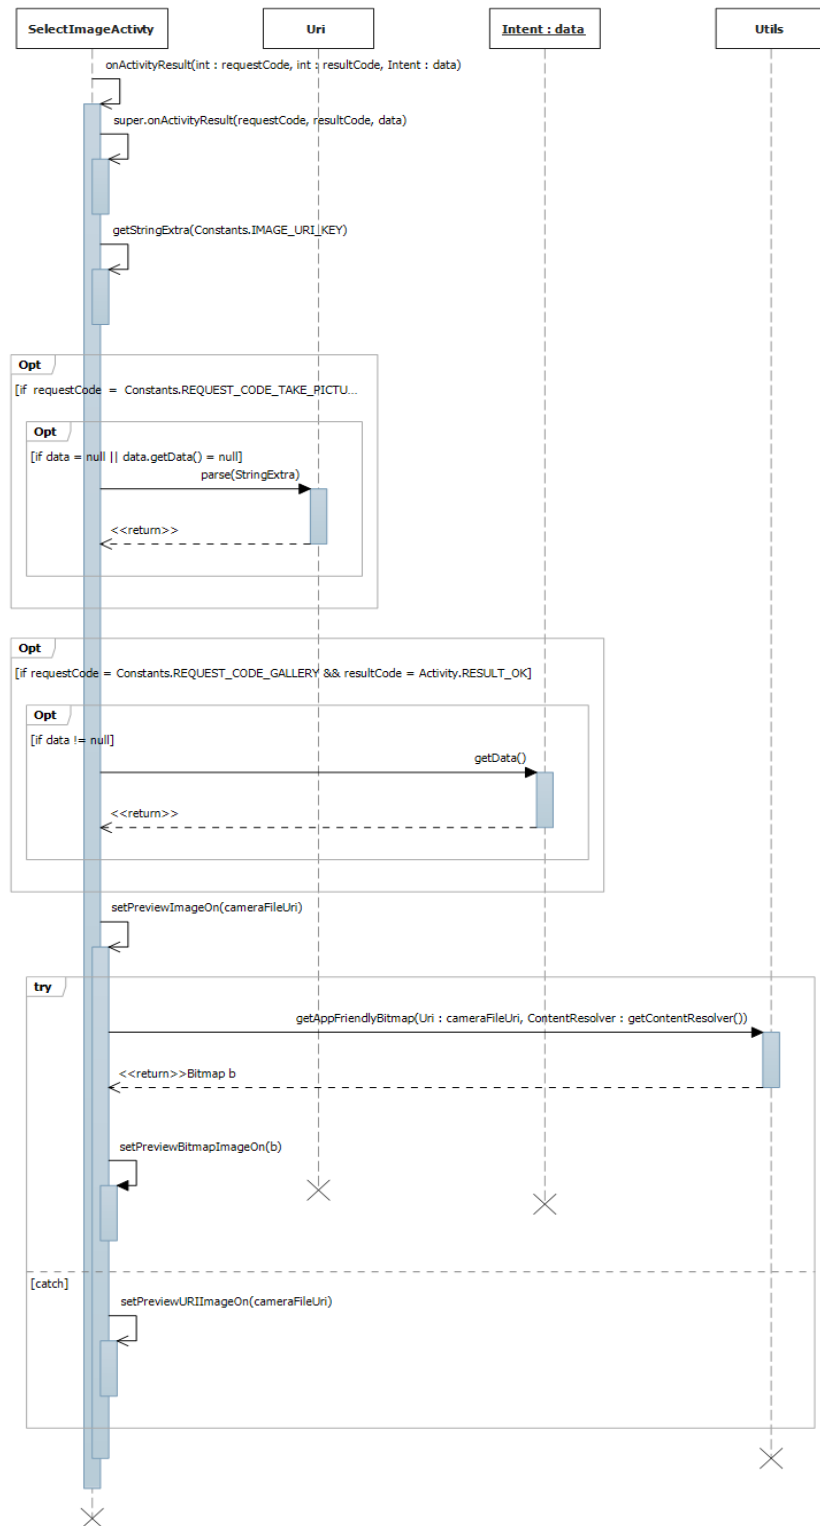 SelectImageActivty
Uri
Intent : data
Utils
onActivityResult(int : requestCode, int : resultCode, Intent : data)
super.onActivityResult(requestCode, resultCode, data)
getStringExtra(Constants.IMAGE_URI_KEY)
Opt
[if requestCode = Constants.REQUEST_CODE_TAKE_PICTU...
Opt
[if data = null || data.getData() = null]
parse(StringExtra)
<<return>>
Opt
[if requestCode = Constants.REQUEST_CODE_GALLERY && resultCode = Activity.RESULT_OK]
Opt
[if data != null]
getData()
<<return>>
setPreviewImageOn(cameraFileUri)
try
getAppFriendlyBitmap(Uri : cameraFileUri, ContentResolver : getContentResolver())
<<return>>Bitmap b
setPreviewBitmapImageOn(b)
[catch]
setPreviewURIImageOn(cameraFileUri)